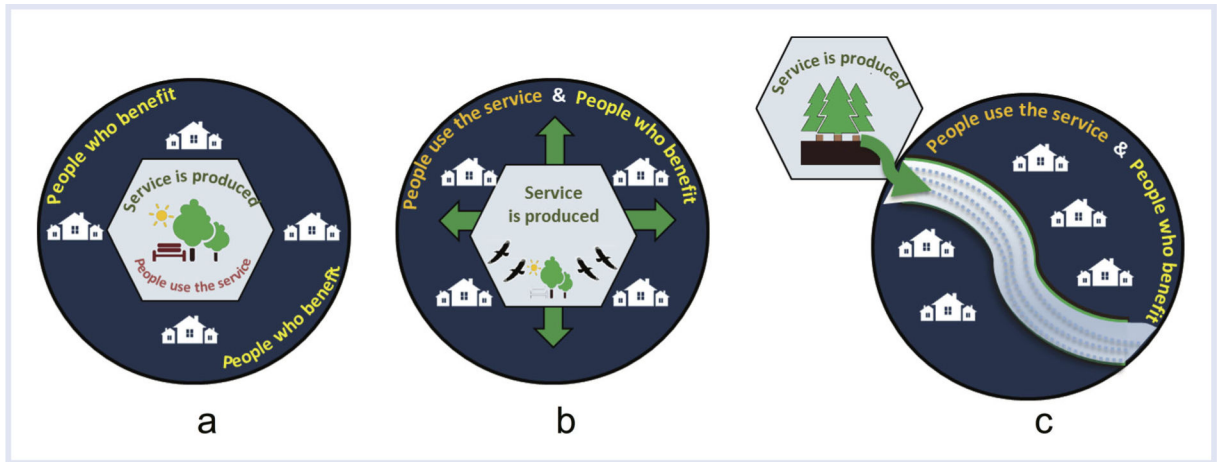 People who benefit
Service is produced
People use the service
People who benefit
a
People use the service & People who benefit
Service
is produced
b
Service is produced
People use the service & People who benefit
c